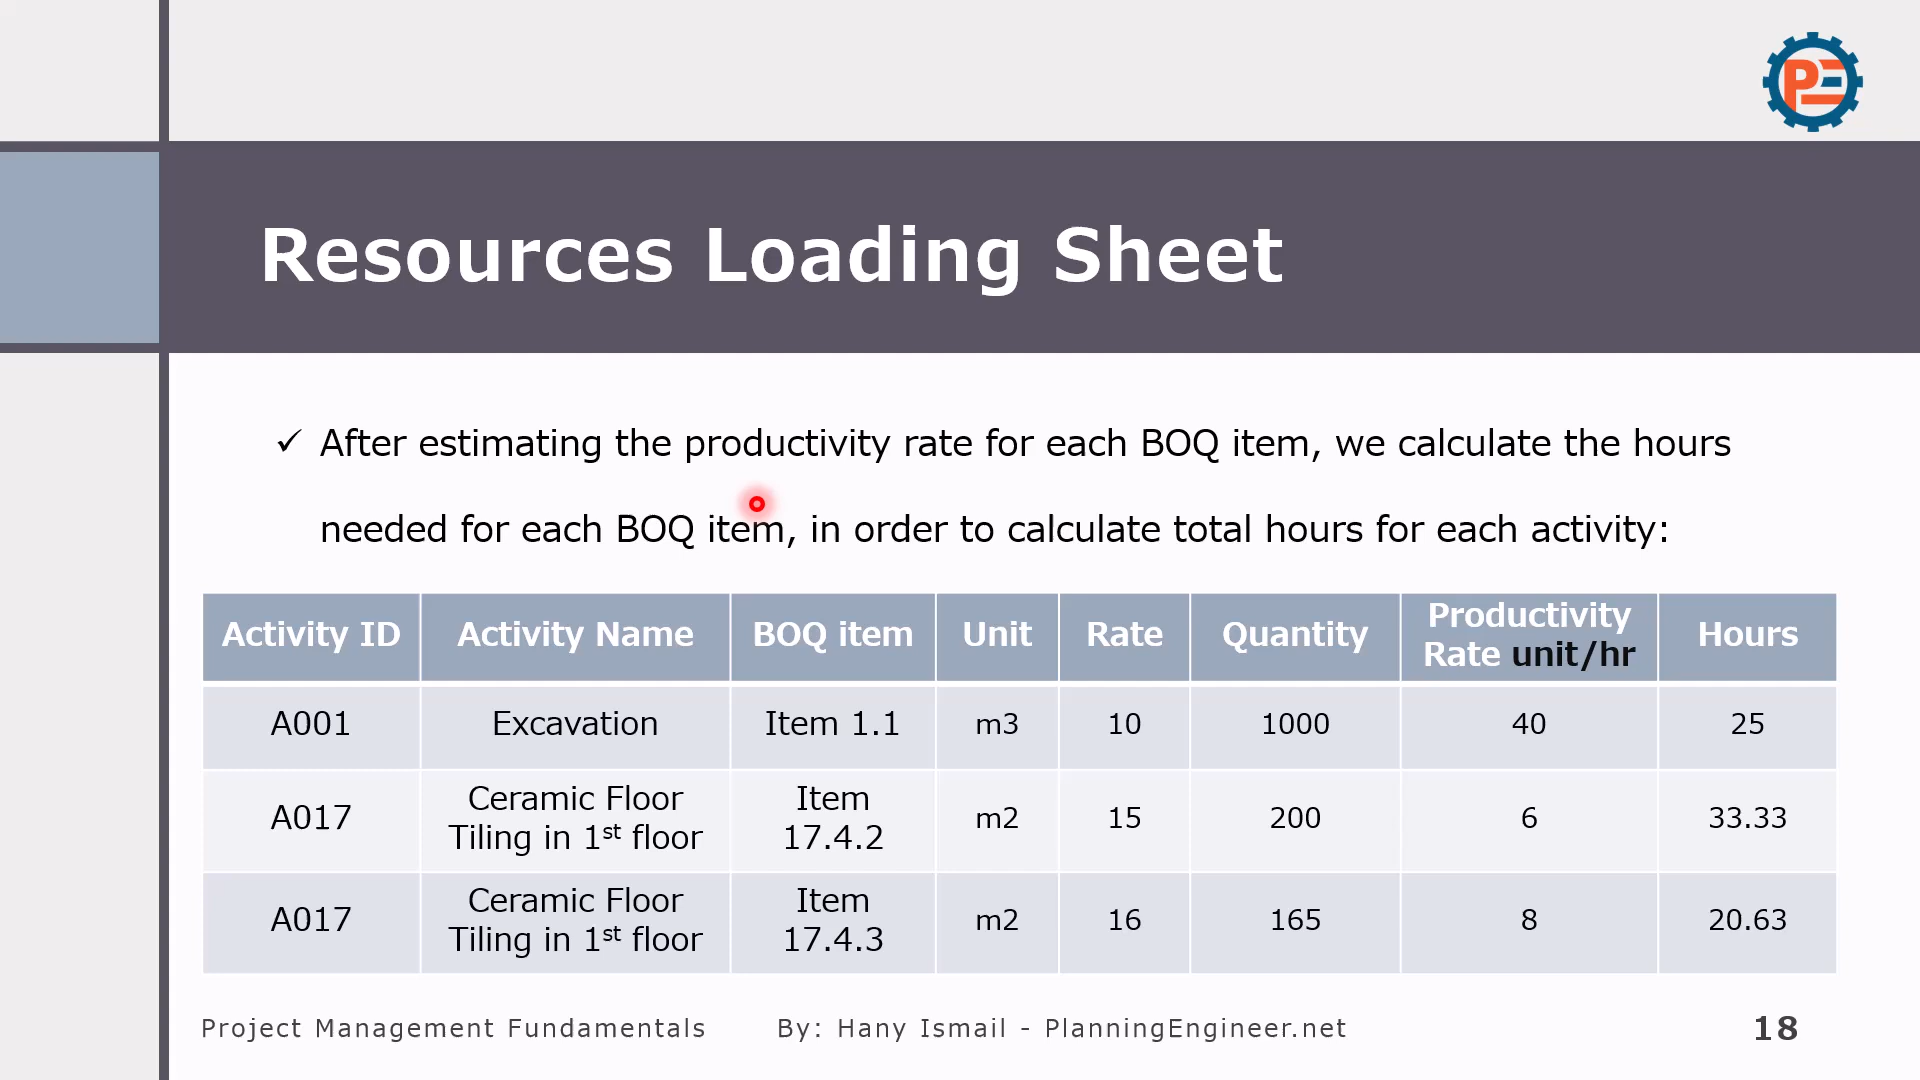 PE
Resources Loading Sheet
✓ After estimating the productivity rate for each BOQ item, we calculate the hours
needed for each BOQ item, in order to calculate total hours for each activity:
Activity ID Activity Name BOQ item Unit Rate Quantity Productivity Rate unit/hr Hours
A001 Excavation Item 1.1 m3 10 1000 40 25
A017 Ceramic Floor Tiling in 1st floor Item 17.4.2 m2 15 200 6 33.33
A017 Ceramic Floor Tiling in 1st floor Item 17.4.3 m2 16 165 8 20.63
Project Management Fundamentals By: Hany Ismail - PlanningEngineer.net 18